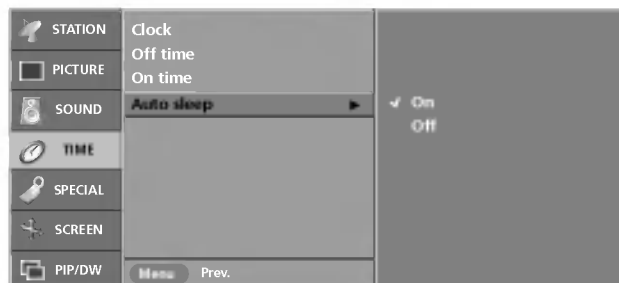 STATION
PICTURE
SOUND
TIME
SPECIAL
SCREEN
PIP/DW
Clock
Off time
On time
Auto sleep
Menu Prev.
On
Off